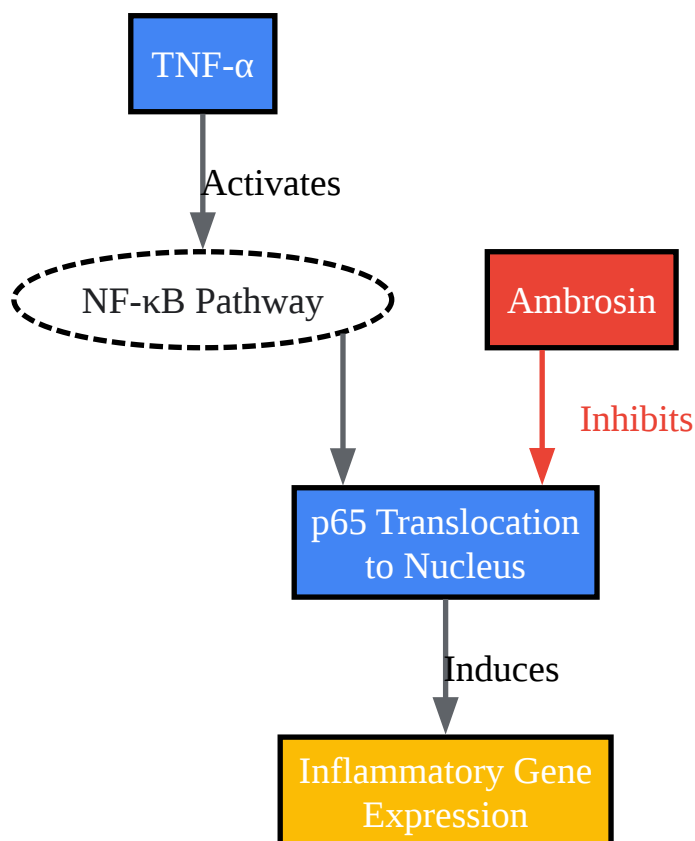 TNF-α
Activates
NF-κB Pathway
Ambrosin
Inhibits
p65 Translocation
to Nucleus
Induces
Inflammatory Gene
Expression